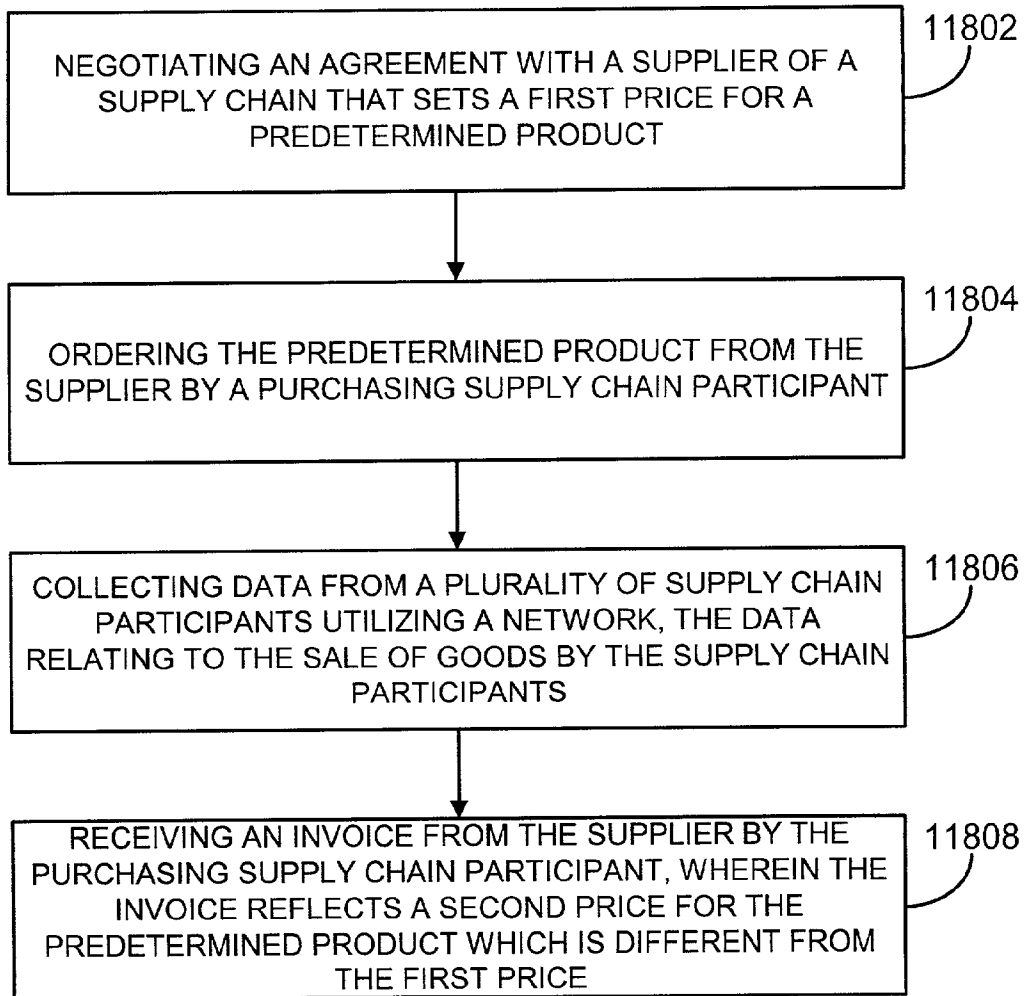 11802
NEGOTIATING AN AGREEMENT WITH A SUPPLIER OF A
SUPPLY CHAIN THAT SETS A FIRST PRICE FOR A
PREDETERMINED PRODUCT
11804
ORDERING THE PREDETERMINED PRODUCT FROM THE
SUPPLIER BY A PURCHASING SUPPLY CHAIN PARTICIPANT
11806
COLLECTING DATA FROM A PLURALITY OF SUPPLY CHAIN
PARTICIPANTS UTILIZING A NETWORK, THE DATA
RELATING TO THE SALE OF GOODS BY THE SUPPLY CHAIN
PARTICIPANTS
11808
RECEIVING AN INVOICE FROM THE SUPPLIER BY THE
PURCHASING SUPPLY CHAIN PARTICIPANT, WHEREIN THE
INVOICE REFLECTS A SECOND PRICE FOR THE
PREDETERMINED PRODUCT WHICH IS DIFFERENT FROM
THE FIRST PRICE